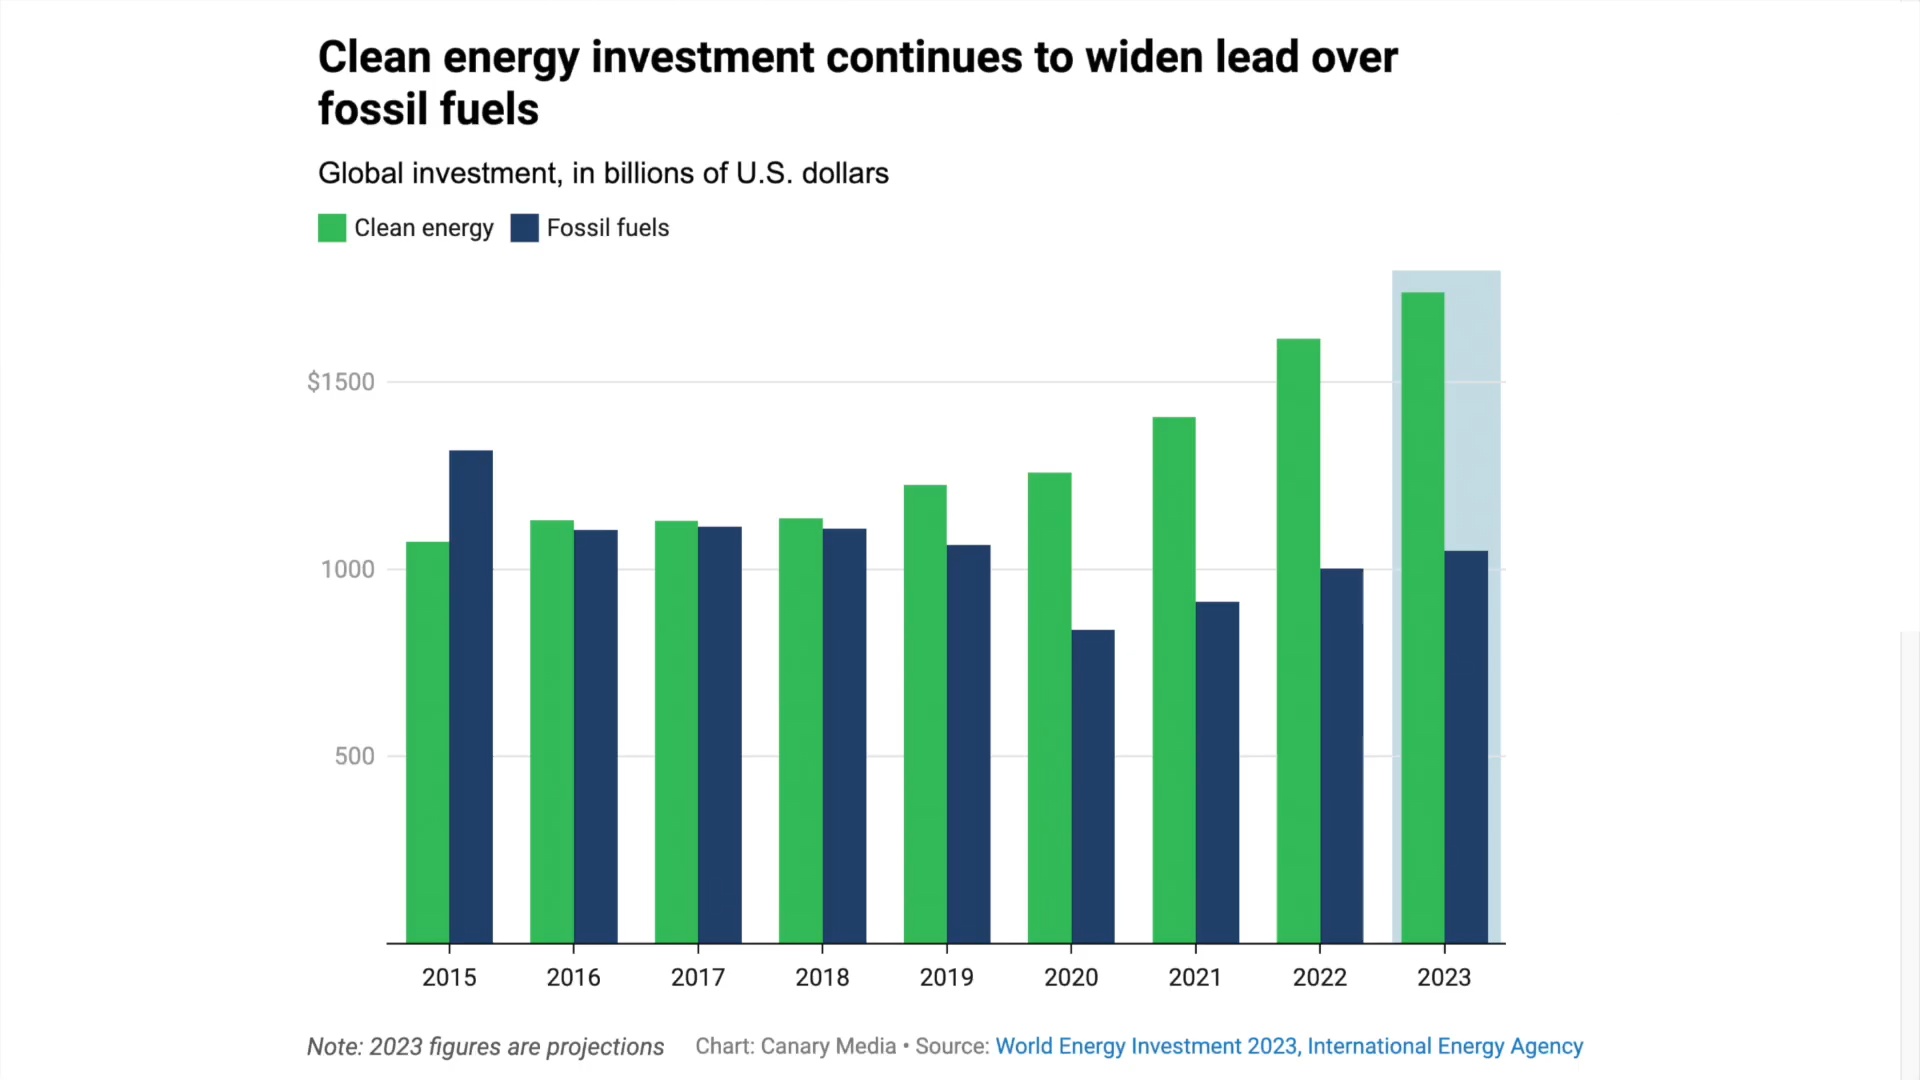 Clean energy investment continues to widen lead over
fossil fuels
Global investment, in billions of U.S. dollars
Clean energy Fossil fuels
$1500
1000
500
2015 2016 2017 2018 2019 2020 2021 2022 2023
Note: 2023 figures are projections Chart: Canary Media • Source: World Energy Investment 2023, International Energy Agency